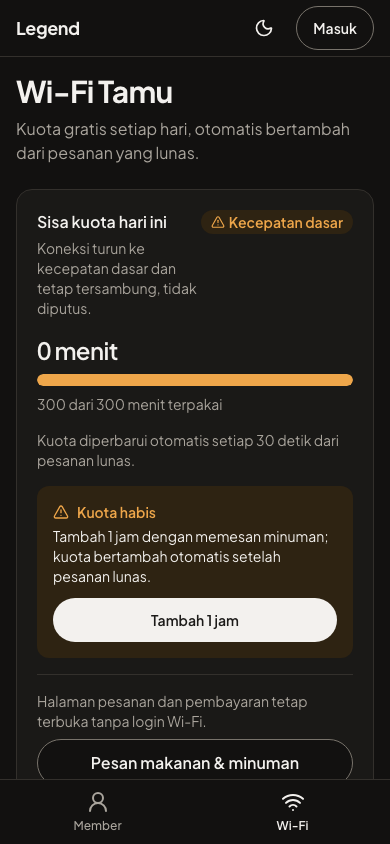 Legend
Masuk
Wi-Fi Tamu
Kuota gratis setiap hari, otomatis bertambah
dari pesanan yang lunas.
Sisa kuota hari ini
Kecepatan dasar
Koneksi turun ke
kecepatan dasar dan
tetap tersambung, tidak
diputus.
0 menit
300 dari 300 menit terpakai
Kuota diperbarui otomatis setiap 30 detik dari
pesanan lunas.
Kuota habis
Tambah 1 jam dengan memesan minuman;
kuota bertambah otomatis setelah
pesanan lunas.
Tambah 1 jam
Halaman pesanan dan pembayaran tetap
terbuka tanpa login Wi-Fi.
Pesan makanan & minuman
Member
Wi-Fi